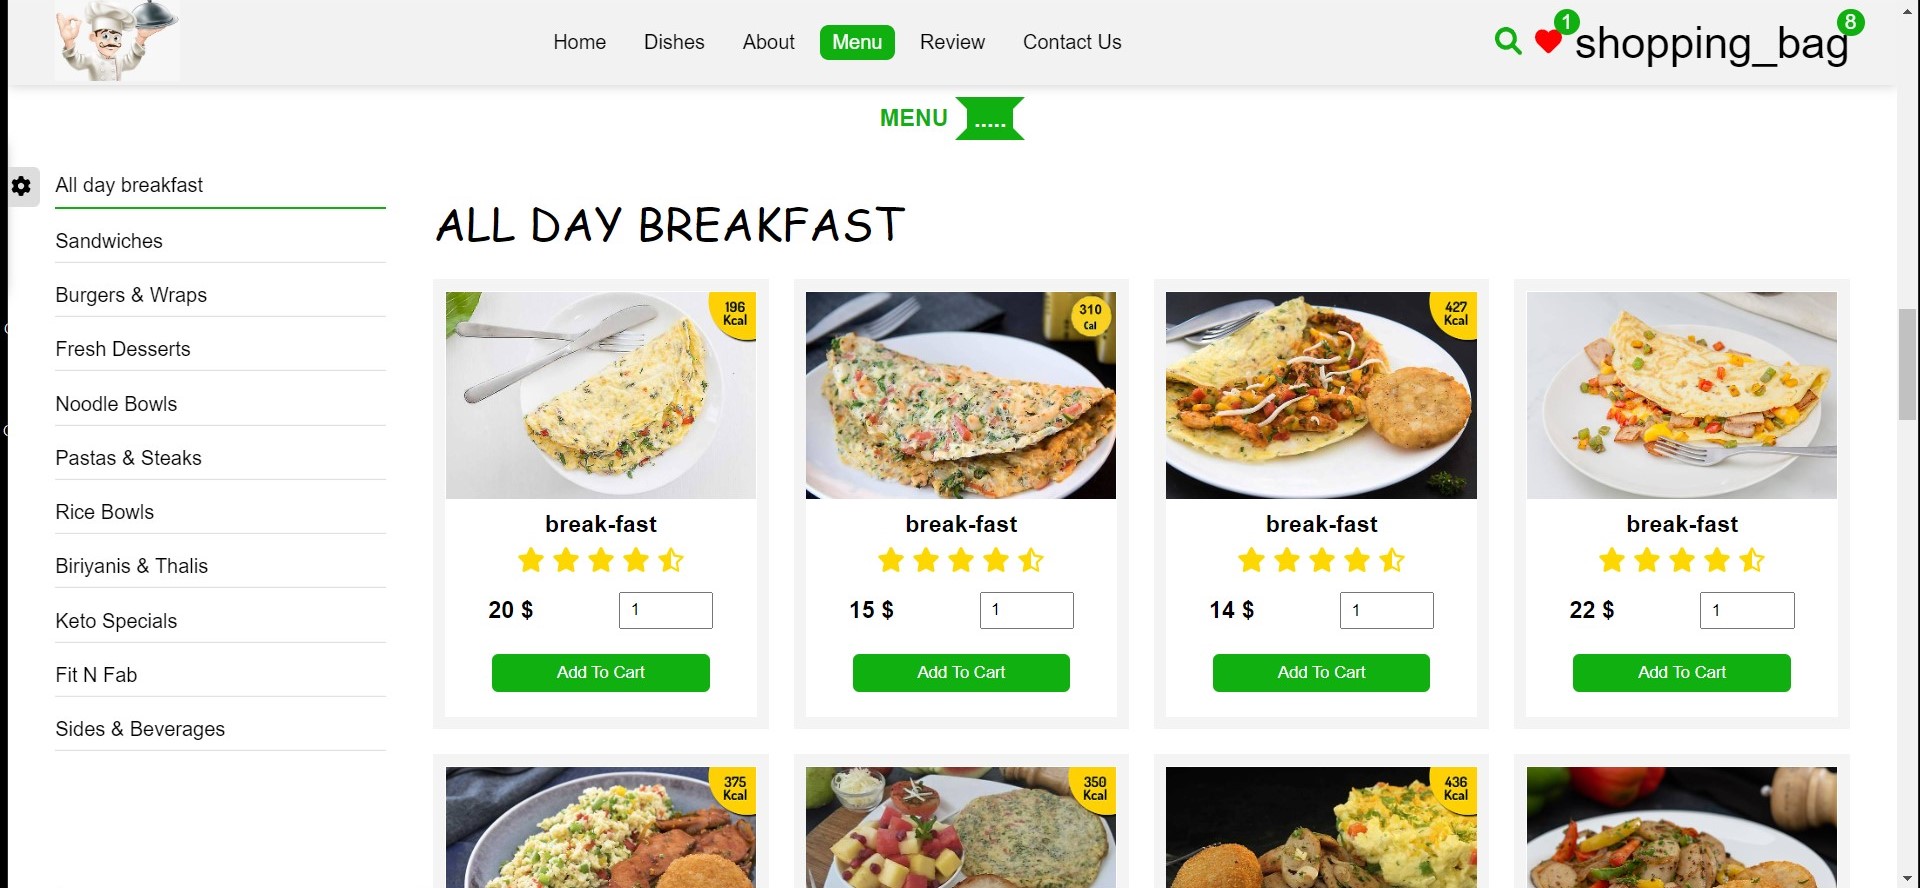 Home Dishes About Menu Review Contact Us 1 shopping_bag 8
MENU .....
All day breakfast
Sandwiches
Burgers & Wraps
Fresh Desserts
Noodle Bowls
Pastas & Steaks
Rice Bowls
Biriyanis & Thalis
Keto Specials
Fit N Fab
Sides & Beverages
ALL DAY BREAKFAST
196
Kcal
break-fast
20 $ 1
Add To Cart
310
Cal
break-fast
15 $ 1
Add To Cart
427
Kcal
break-fast
14 $ 1
Add To Cart
break-fast
22 $ 1
Add To Cart
375
Kcal
350
Kcal
436
Kcal